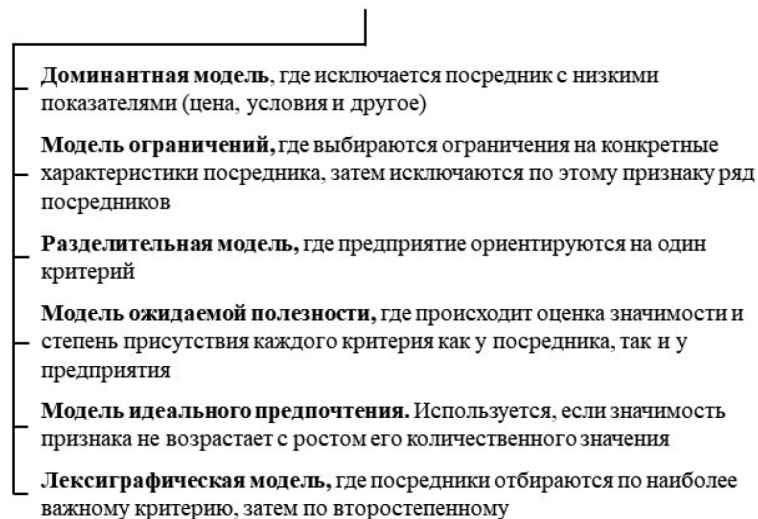 Доминантная модель, где исключается посредник с низкими
показателями (цена, условия и другое)
Модель ограничений, где выбираются ограничения на конкретные
характеристики посредника, затем исключаются по этому признаку ряд
посредников
Разделительная модель, где предприятие ориентируются на один
критерий
Модель ожидаемой полезности, где происходит оценка значимости и
степень присутствия каждого критерия как у посредника, так и у
предприятия
Модель идеального предпочтения. Используется, если значимость
признака не возрастает с ростом его количественного значения
Лексиграфическая модель, где посредники отбираются по наиболее
важному критерию, затем по второстепенному